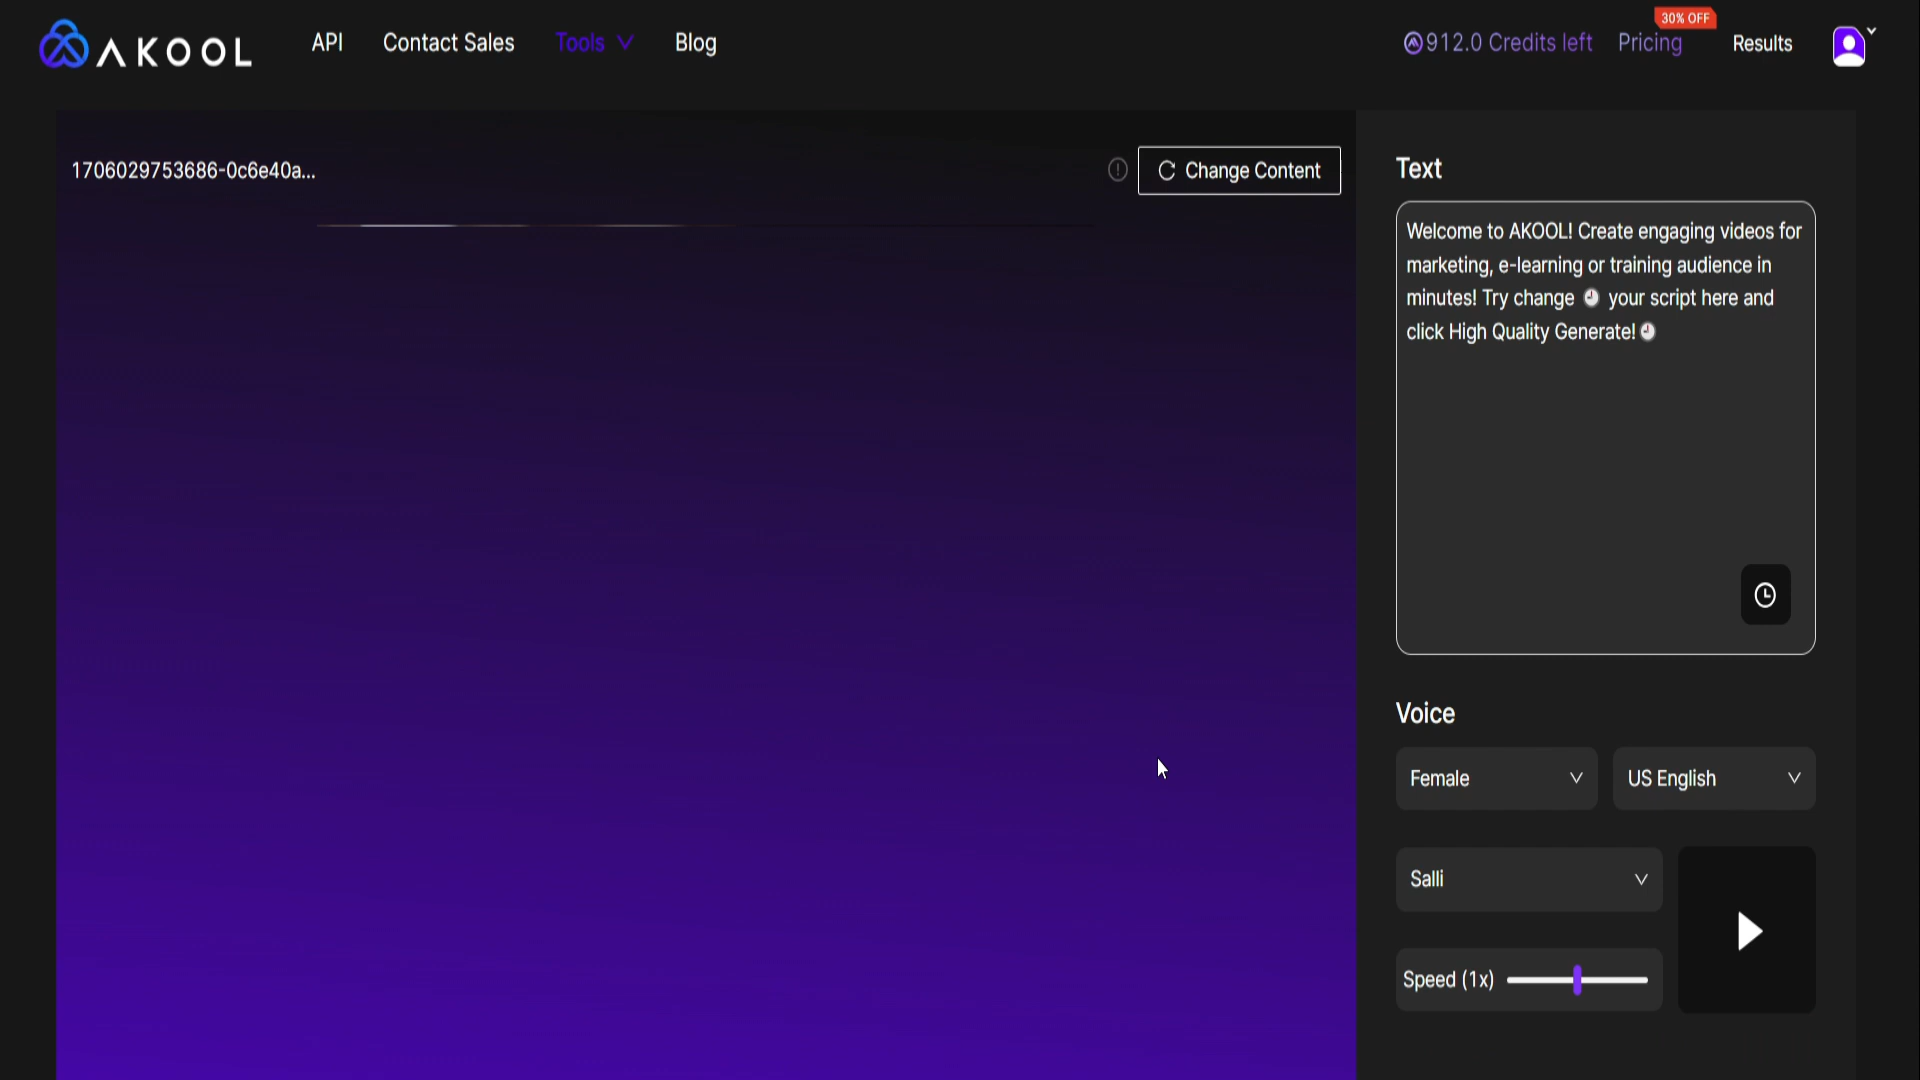 AKOOL
API
Contact Sales
Tools
Blog
912.0 Credits left
Pricing
30% OFF
Results
1706029753686-0c6e40a...
Change Content
Text
Welcome to AKOOL! Create engaging videos for
marketing, e-learning or training audience in
minutes! Try change 🕘 your script here and
click High Quality Generate!🕘
Voice
Female
US English
Salli
Speed (1x)